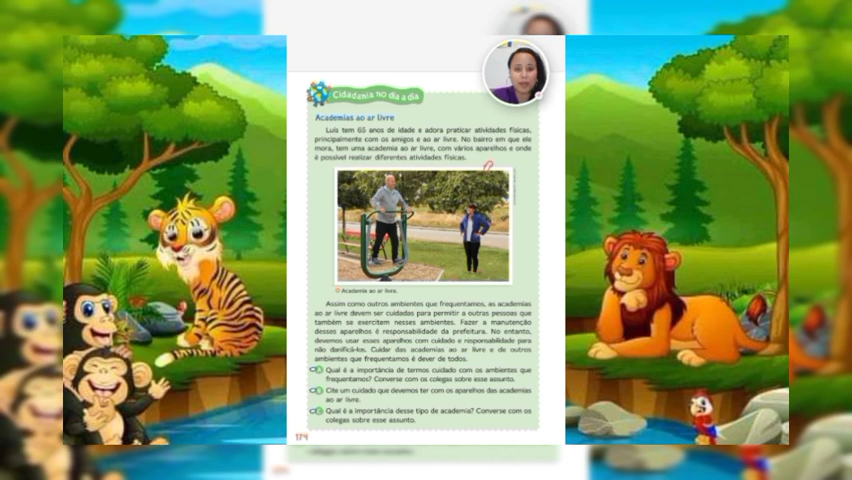 Cidadania no dia a dia
Academias ao ar livre
Luís tem 65 anos de idade e adora praticar atividades físicas,
principalmente com os amigos e ao ar livre. No bairro em que ele
mora, tem uma academia ao ar livre, com vários aparelhos e onde
é possível realizar diferentes atividades físicas.
Academia ao ar livre.
Assim como outros ambientes que frequentamos, as academias
ao ar livre devem ser cuidadas para permitir a outras pessoas que
também se exercitem nesses ambientes. Fazer a manutenção
desses aparelhos é responsabilidade da prefeitura. No entanto,
devemos usar esses aparelhos com cuidado e responsabilidade para
não danificá-los. Cuidar das academias ao ar livre e de outros
ambientes que frequentamos é dever de todos.
Qual é a importância de termos cuidado com os ambientes que
frequentamos? Converse com os colegas sobre esse assunto.
Cite um cuidado que devemos ter com os aparelhos das academias
ao ar livre.
Qual é a importância desse tipo de academia? Converse com os
colegas sobre esse assunto.
174